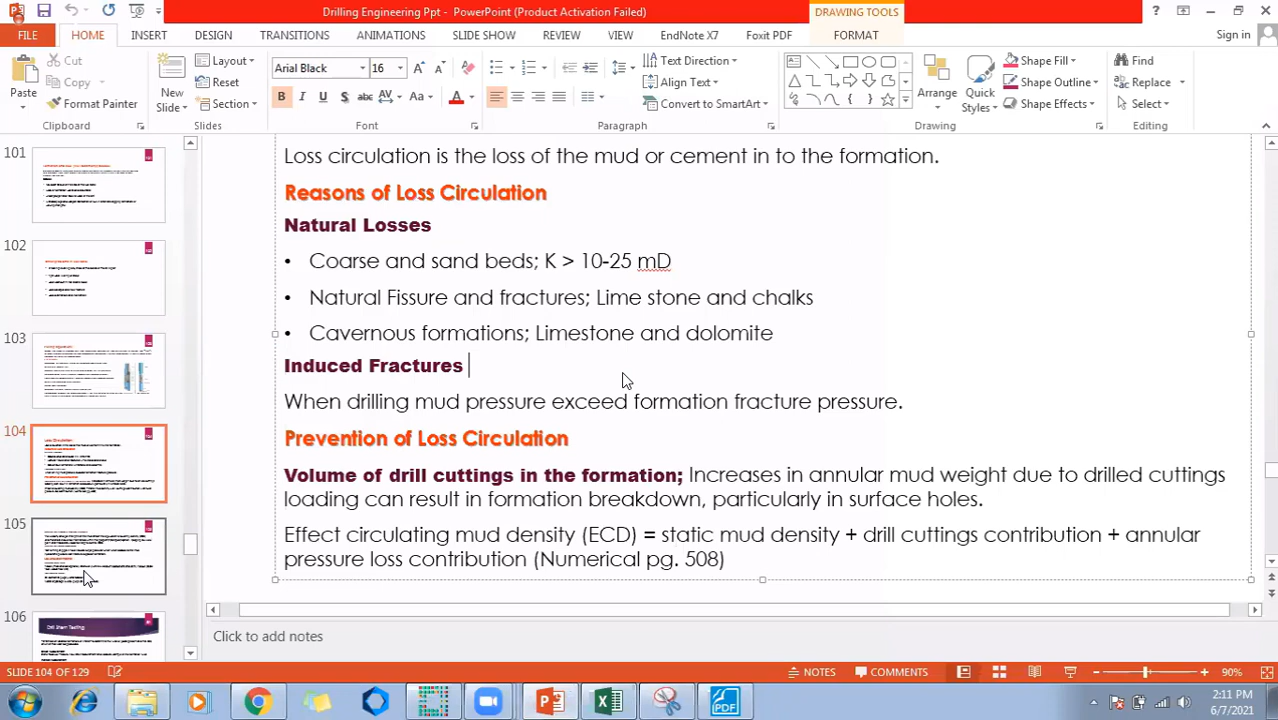 Drilling Engineering Ppt - PowerPoint (Product Activation Failed)
DRAWING TOOLS
Sign in
FILE HOME INSERT DESIGN TRANSITIONS ANIMATIONS SLIDE SHOW REVIEW VIEW EndNote X7 Foxit PDF FORMAT
Paste
Cut
Copy
Format Painter
Clipboard
New Slide
Layout
Reset
Section
Slides
Arial Black 16
B I U S abc AV Aa A
Font
Text Direction
Align Text
Convert to SmartArt
Paragraph
Arrange
Quick Styles
Shape Fill
Shape Outline
Shape Effects
Drawing
Find
Replace
Select
Editing
101
102
103
104
105
106
Drill Stem Testing
Loss circulation is the loss of the mud or cement in to the formation.
Reasons of Loss Circulation
Natural Losses
• Coarse and sand beds; K > 10-25 mD
• Natural Fissure and fractures; Lime stone and chalks
• Cavernous formations; Limestone and dolomite
Induced Fractures
When drilling mud pressure exceed formation fracture pressure.
Prevention of Loss Circulation
Volume of drill cuttings in the formation; Increases in annular mud weight due to drilled cuttings
loading can result in formation breakdown, particularly in surface holes.
Effect circulating mud density (ECD) = static mud density + drill cuttings contribution + annular
pressure loss contribution (Numerical pg. 508)
Click to add notes
SLIDE 104 OF 129
NOTES
COMMENTS
90%
2:11 PM
6/7/2021